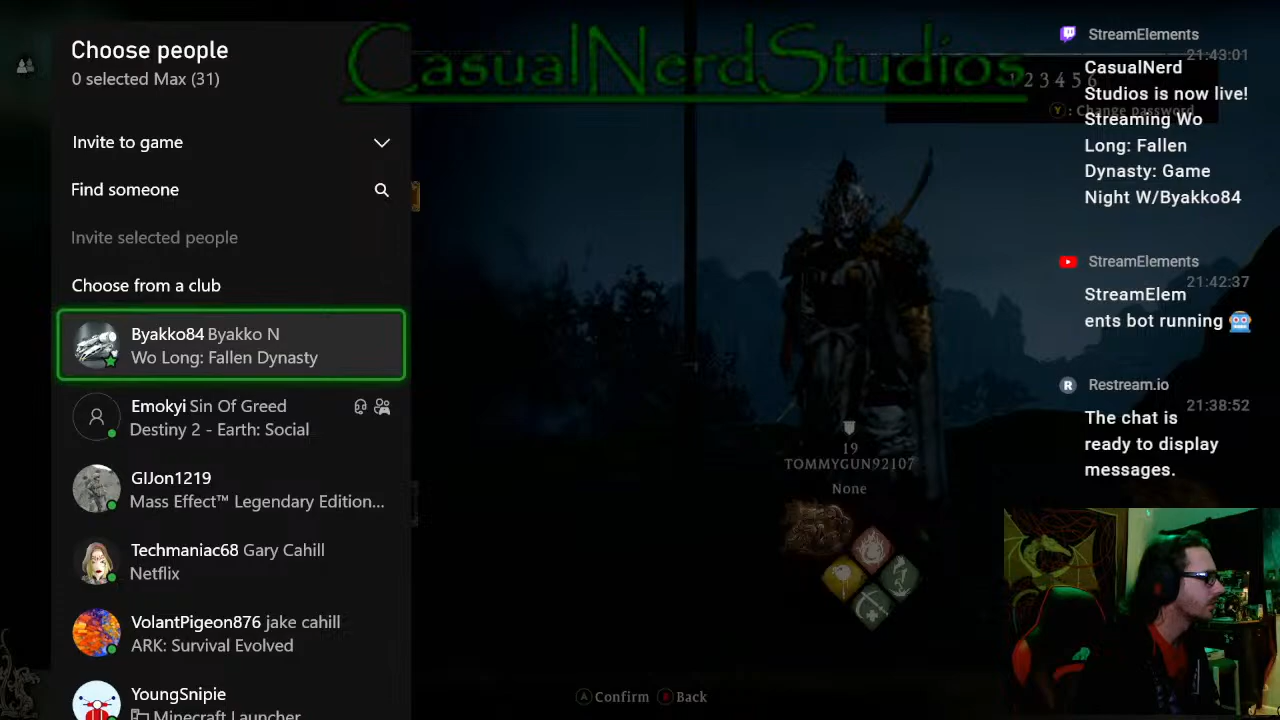 Choose people
0 selected Max (31)
Invite to game
Find someone
Invite selected people
Choose from a club
Byakko84 Byakko N
Wo Long: Fallen Dynasty
Emokyi Sin Of Greed
Destiny 2 - Earth: Social
GIJon1219
Mass Effect™ Legendary Edition...
Techmaniac68 Gary Cahill
Netflix
VolantPigeon876 jake cahill
ARK: Survival Evolved
YoungSnipie
Minecraft Launcher
CasualNerdStudios
123456
Y: Change password
19
TOMMYGUN92107
None
A Confirm B Back
StreamElements
21:43:01
CasualNerd
Studios is now live!
Streaming Wo
Long: Fallen
Dynasty: Game
Night W/Byakko84
StreamElements
21:42:37
StreamElem
ents bot running
R Restream.io
21:38:52
The chat is
ready to display
messages.